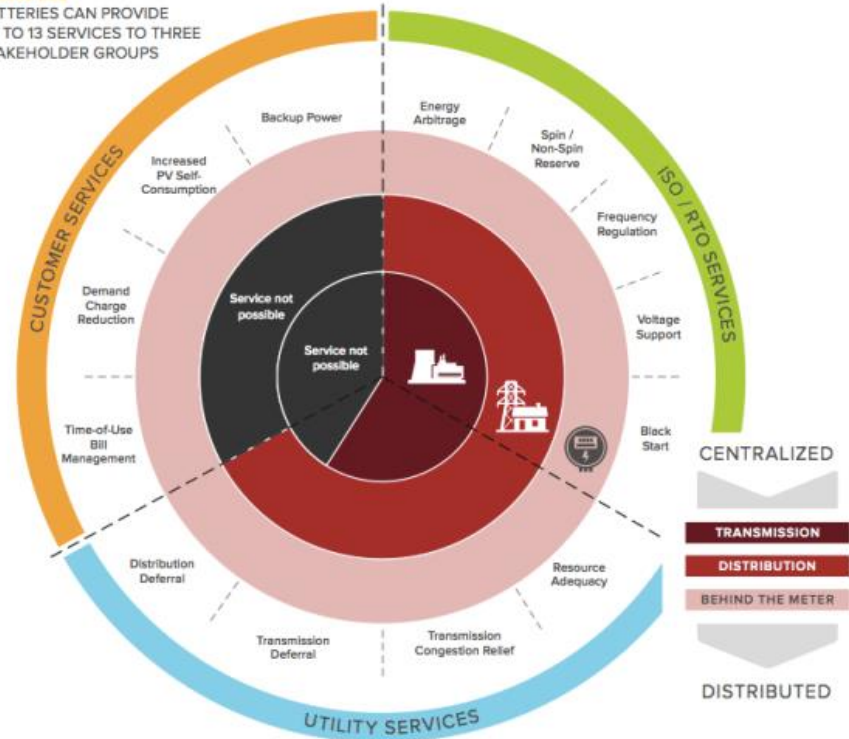 TTERIES CAN PROVIDE
TO 13 SERVICES TO THREE
AKEHOLDER GROUPS
CUSTOMER SERVICES
ISO / RTO SERVICES
UTILITY SERVICES
Backup Power
Energy
Arbitrage
Spin /
Non-Spin
Reserve
Increased
PV Self-
Consumption
Frequency
Regulation
Demand
Charge
Reduction
Voltage
Support
Time-of-Use
Bill
Management
Black
Start
Service not
possible
Service not
possible
Distribution
Deferral
Resource
Adequacy
Transmission
Deferral
Transmission
Congestion Relief
CENTRALIZED
TRANSMISSION
DISTRIBUTION
BEHIND THE METER
DISTRIBUTED